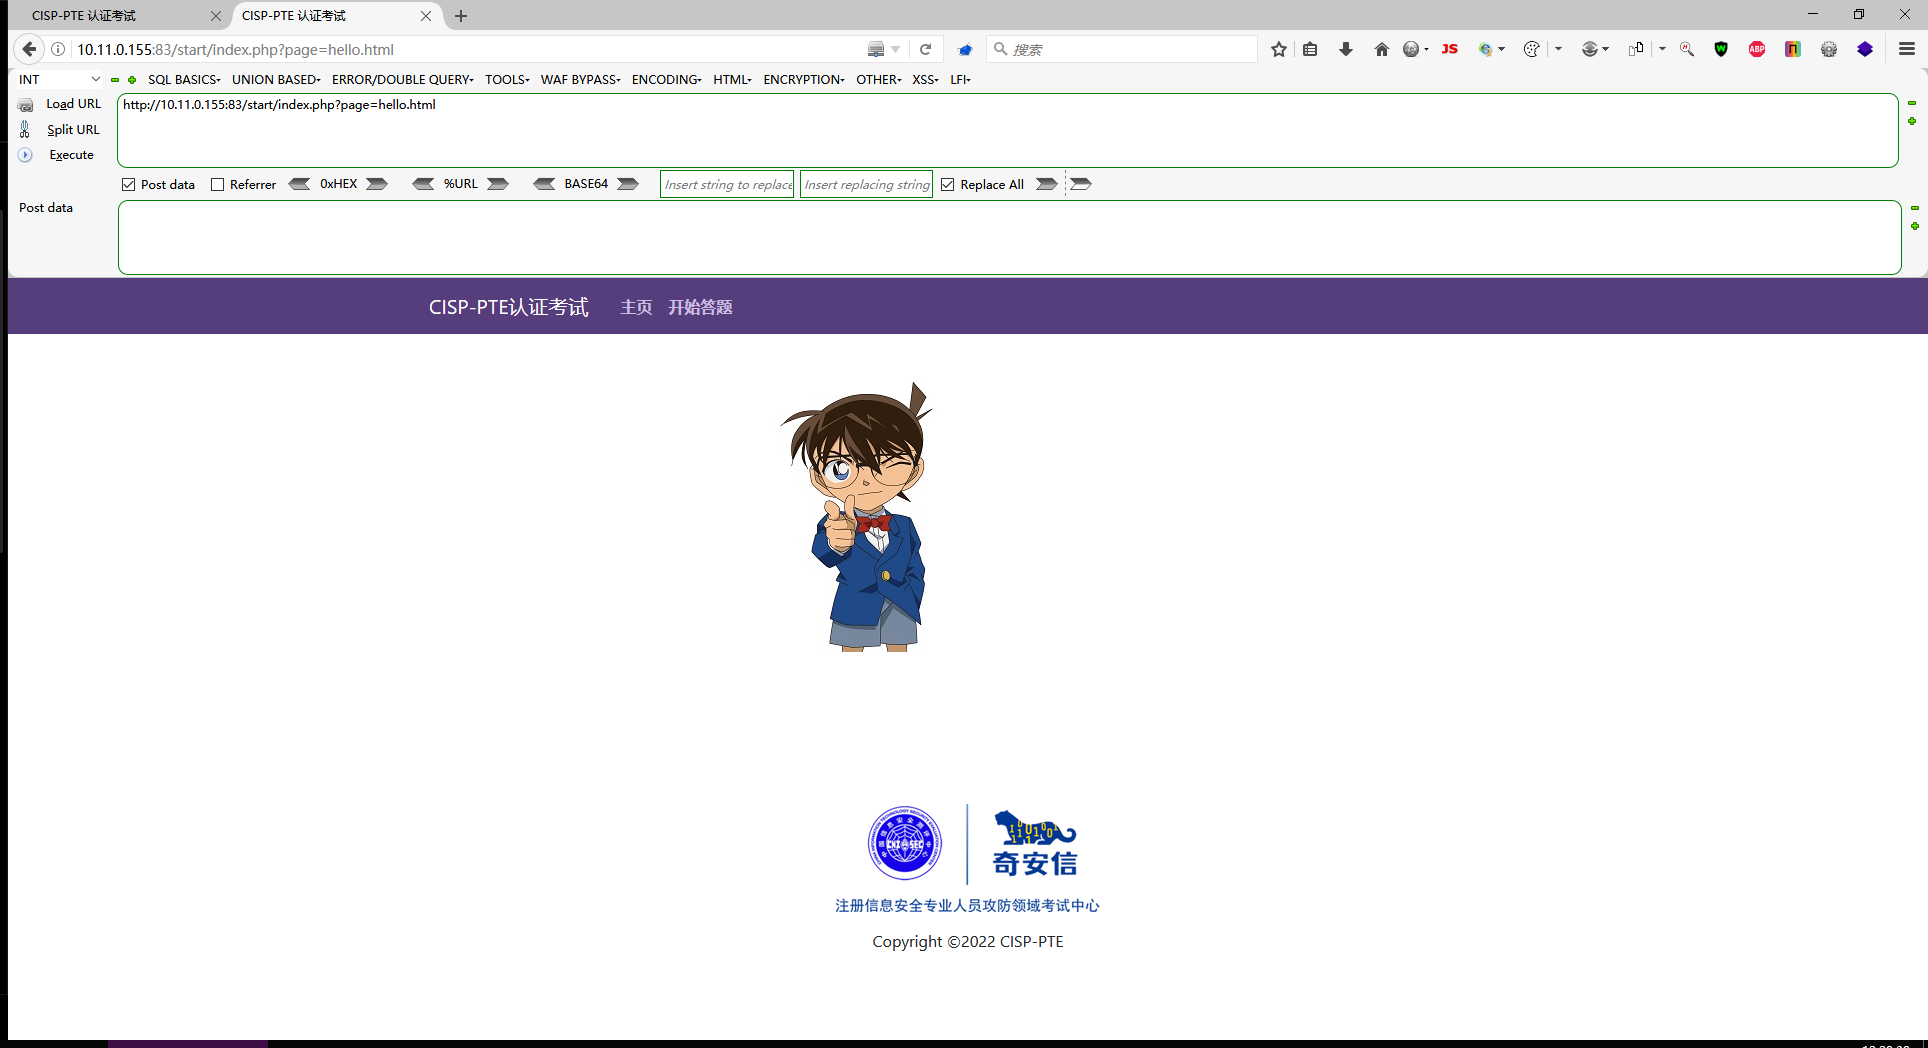 CISP-PTE 认证考试
CISP-PTE 认证考试
10.11.0.155:83/start/index.php?page=hello.html
搜索
JS
ABP
INT
SQL BASICS
UNION BASED
ERROR/DOUBLE QUERY
TOOLS
WAF BYPASS
ENCODING
HTML
ENCRYPTION
OTHER
XSS
LFI
Load URL
http://10.11.0.155:83/start/index.php?page=hello.html
Split URL
Execute
Post data
Referrer
0xHEX
%URL
BASE64
Insert string to replace
Insert replacing string
Replace All
Post data
CISP-PTE认证考试
主页
开始答题
奇安信
注册信息安全专业人员攻防领域考试中心
Copyright ©2022 CISP-PTE